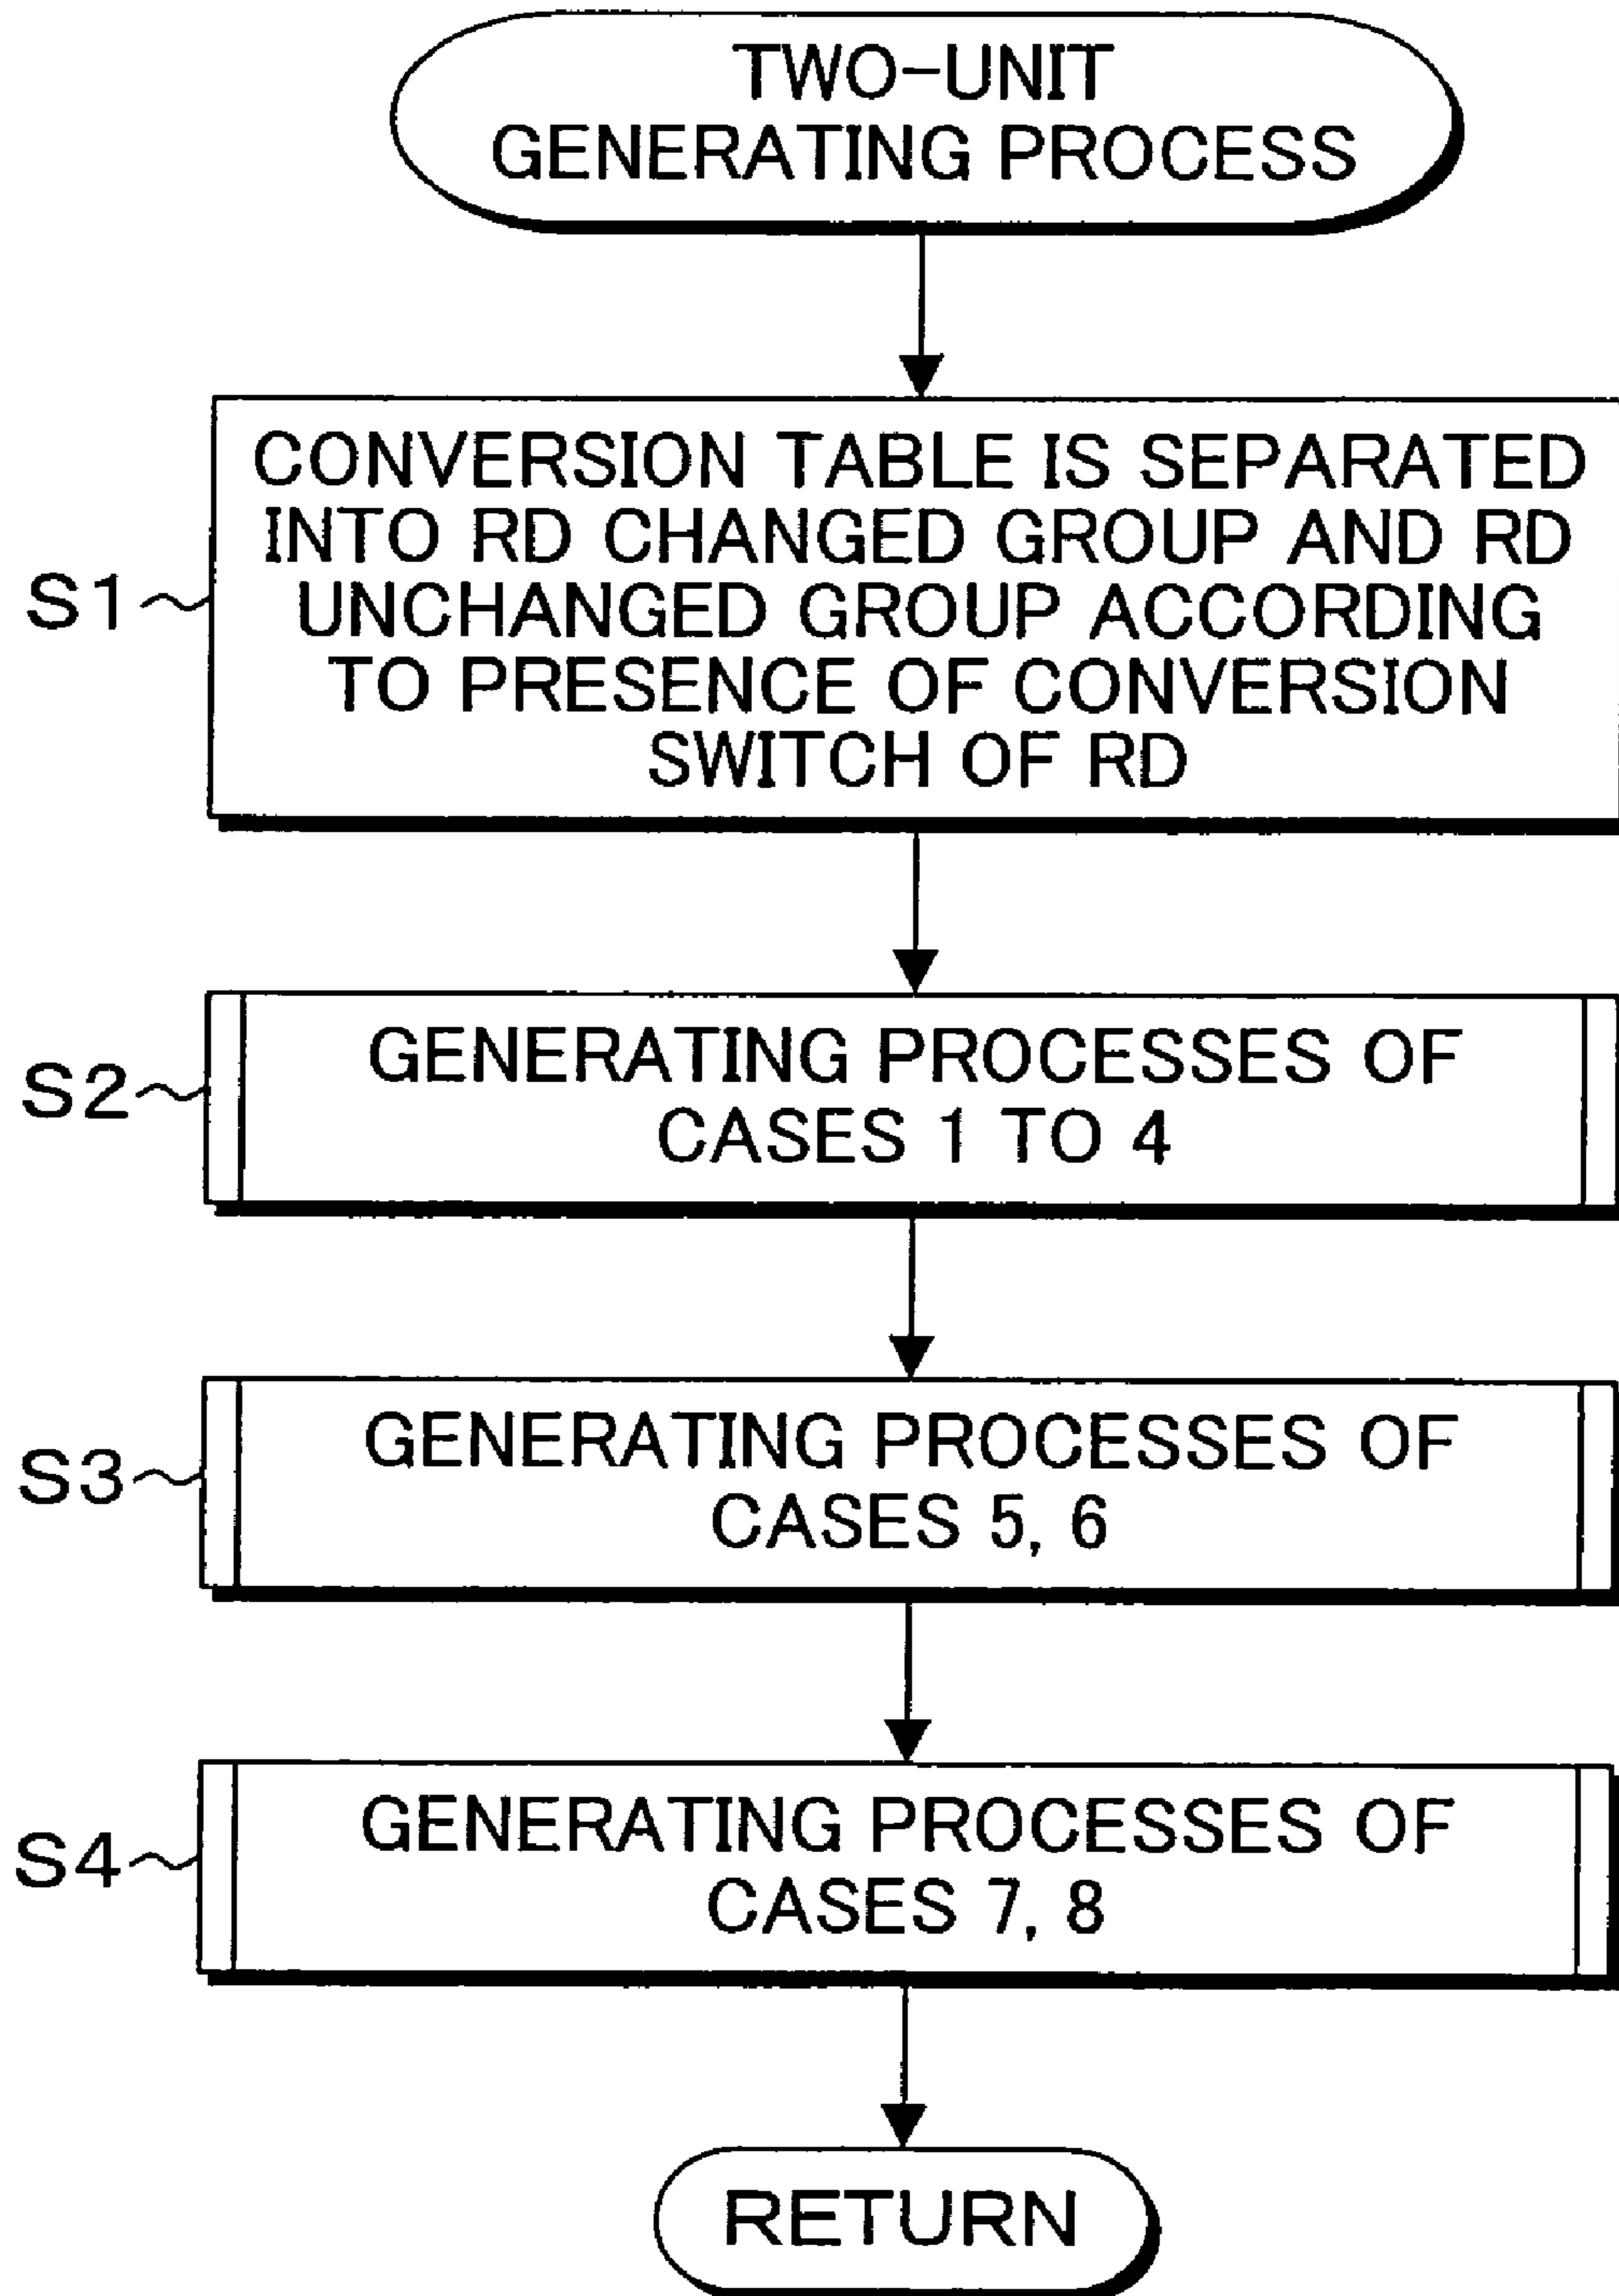 TWO-UNIT
GENERATING PROCESS
CONVERSION TABLE IS SEPARATED
INTO RD CHANGED GROUP AND RD
S1 UNCHANGED GROUP ACCORDING
TO PRESENCE OF CONVERSION
SWITCH OF RD
S2 GENERATING PROCESSES OF
CASES 1 TO 4
S3 GENERATING PROCESSES OF
CASES 5, 6
S4 GENERATING PROCESSES OF
CASES 7, 8
RETURN